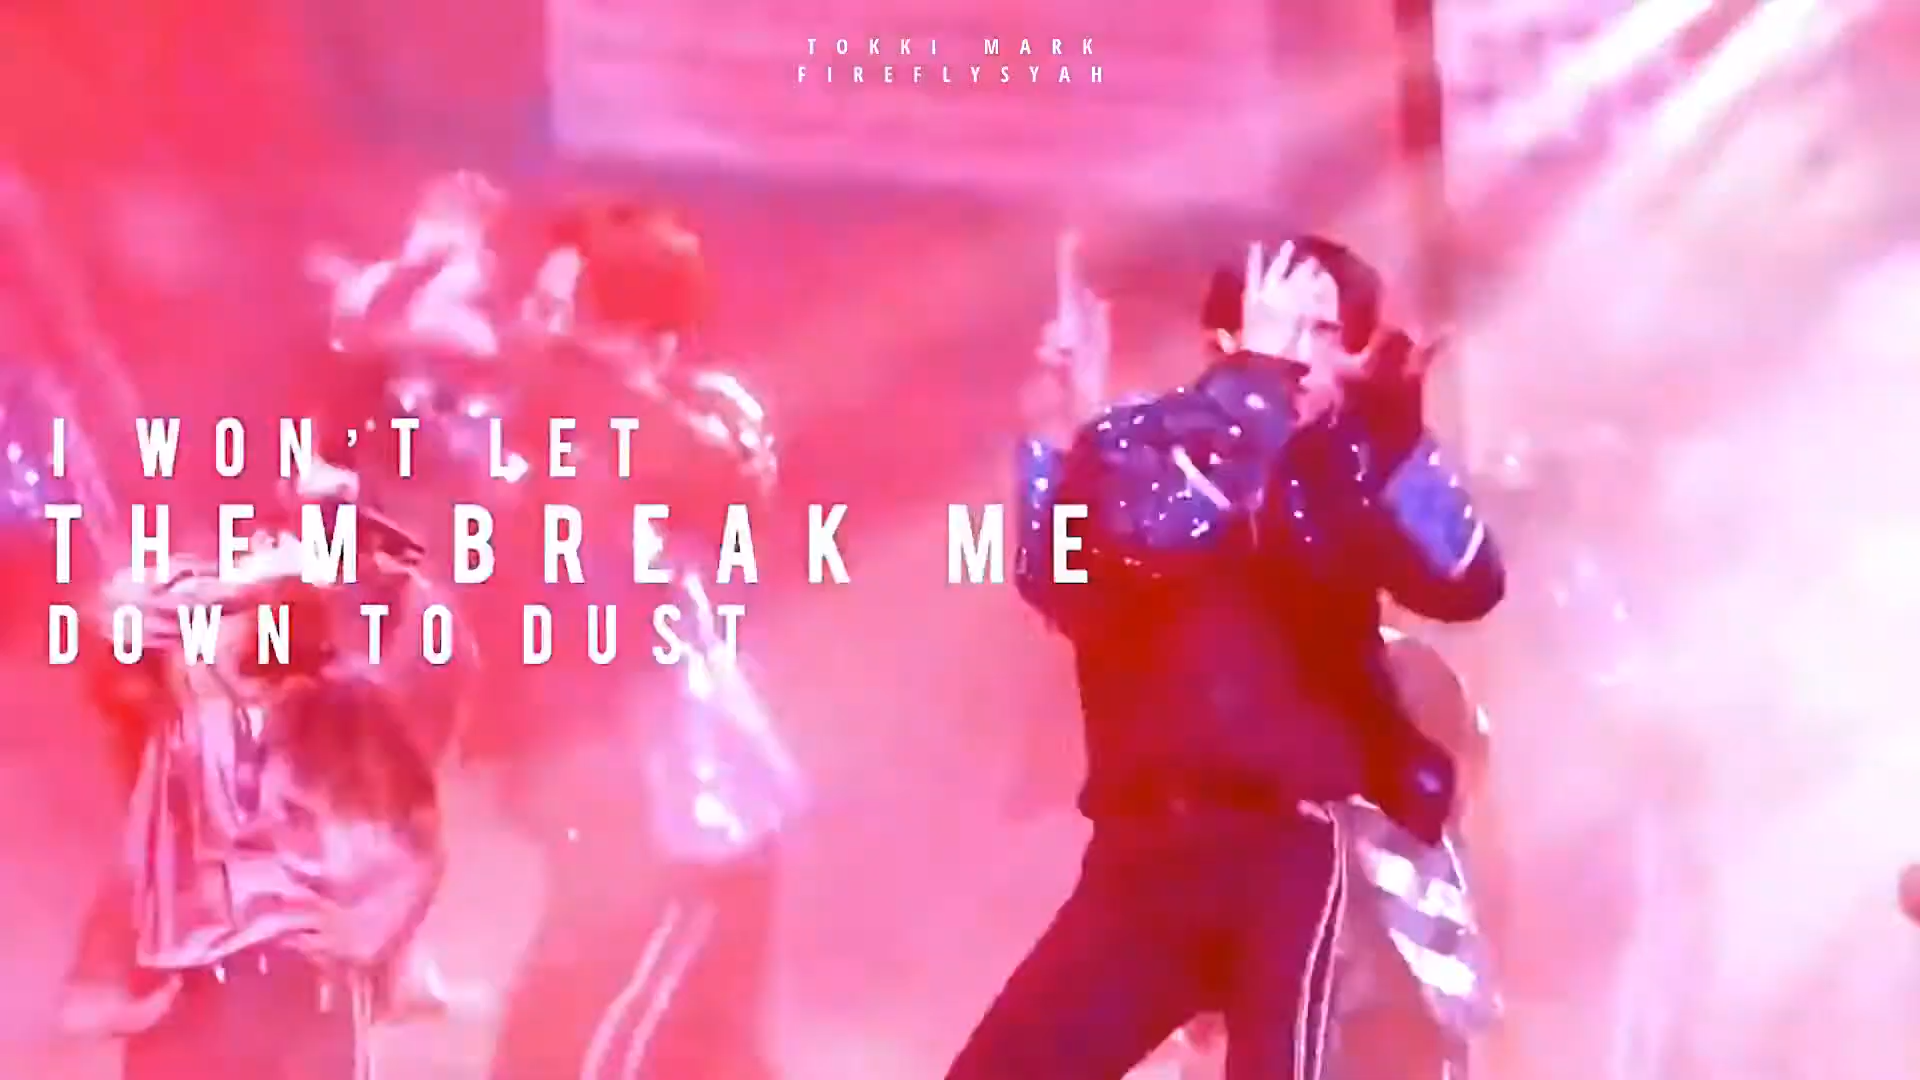 TOKKI MARK
FIREFLYSYAH
I WON'T LET
THEM BREAK ME
DOWN TO DUST